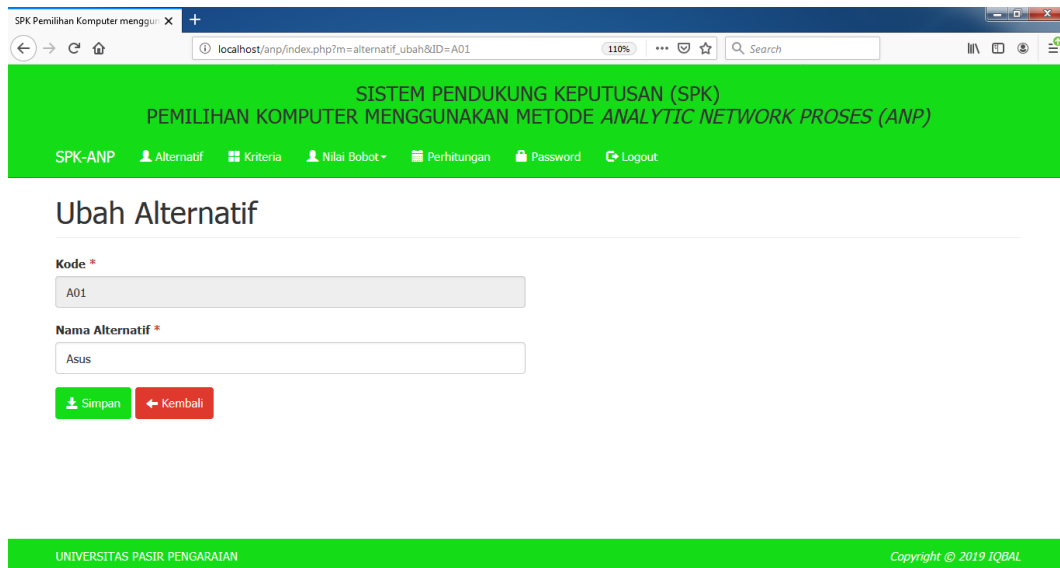 SPK Pemilihan Komputer menggun
localhost/anp/index.php?m=alternatif_ubah&ID=A01
110%
Search
SISTEM PENDUKUNG KEPUTUSAN (SPK)
PEMILIHAN KOMPUTER MENGGUNAKAN METODE ANALYTIC NETWORK PROSES (ANP)
SPK-ANP Alternatif Kriteria Nilai Bobot Perhitungan Password Logout
Ubah Alternatif
Kode *
A01
Nama Alternatif *
Asus
Simpan Kembali
UNIVERSITAS PASIR PENGARAIAN Copyright © 2019 IQBAL